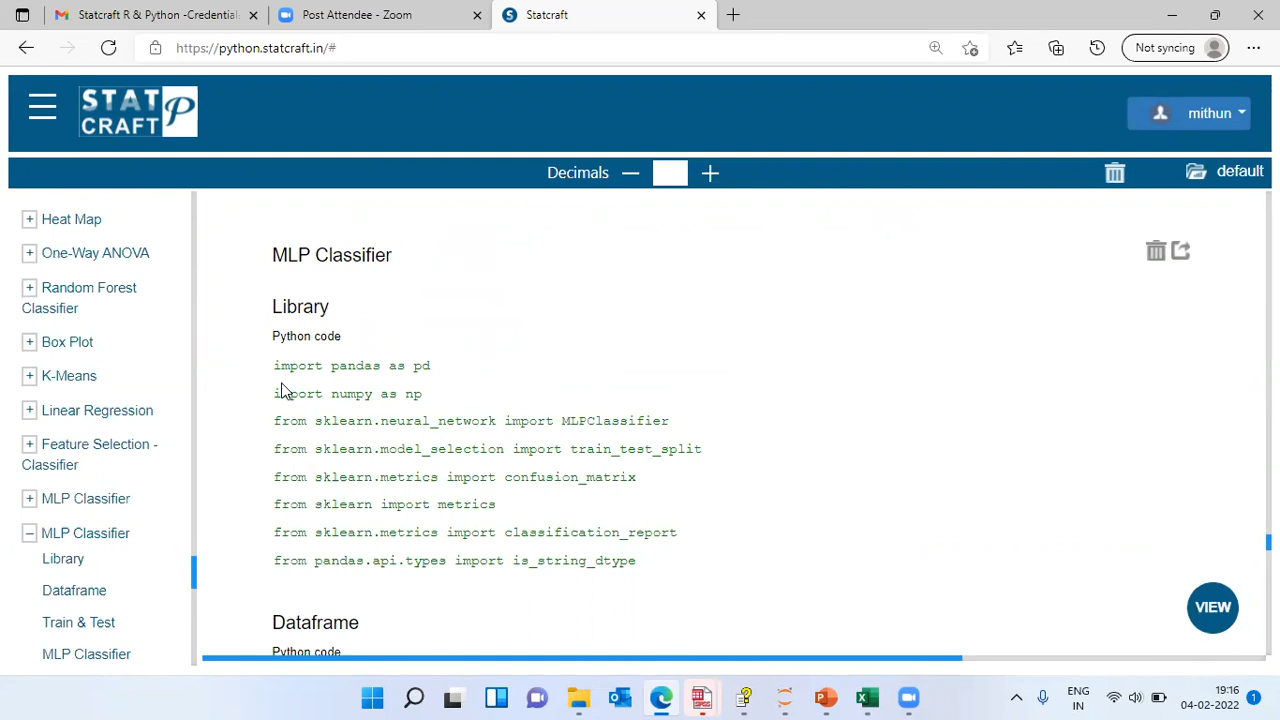 Statcraft R & Python -Credential
Post Attendee - Zoom
Statcraft
https://python.statcraft.in/#
Not syncing
STAT
CRAFT P
mithun
Decimals
default
Heat Map
One-Way ANOVA
Random Forest
Classifier
Box Plot
K-Means
Linear Regression
Feature Selection -
Classifier
MLP Classifier
MLP Classifier
Library
Dataframe
Train & Test
MLP Classifier
MLP Classifier
Library
Python code
import pandas as pd
import numpy as np
from sklearn.neural_network import MLPClassifier
from sklearn.model_selection import train_test_split
from sklearn.metrics import confusion_matrix
from sklearn import metrics
from sklearn.metrics import classification_report
from pandas.api.types import is_string_dtype
Dataframe
Python code
VIEW
ENG
IN
19:16
04-02-2022
1